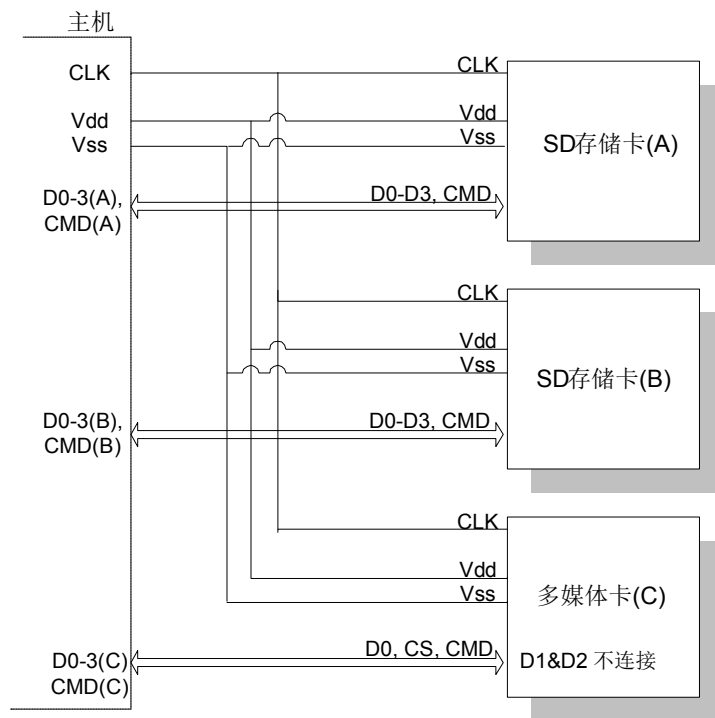 主机
CLK
Vdd
Vss
D0-3(A),
CMD(A)
CLK
Vdd
Vss
D0-D3, CMD
SD存储卡(A)
CLK
Vdd
Vss
D0-3(B),
CMD(B)
D0-D3, CMD
SD存储卡(B)
CLK
Vdd
Vss
D0-3(C)
CMD(C)
D0, CS, CMD
多媒体卡(C)
D1&D2 不连接